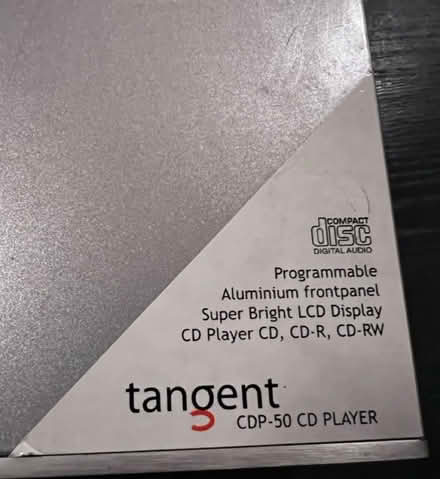 COMPACT
disc
DIGITAL AUDIO
Programmable
Aluminium frontpanel
Super Bright LCD Display
CD Player CD, CD-R, CD-RW
tangent
CDP-50 CD PLAYER